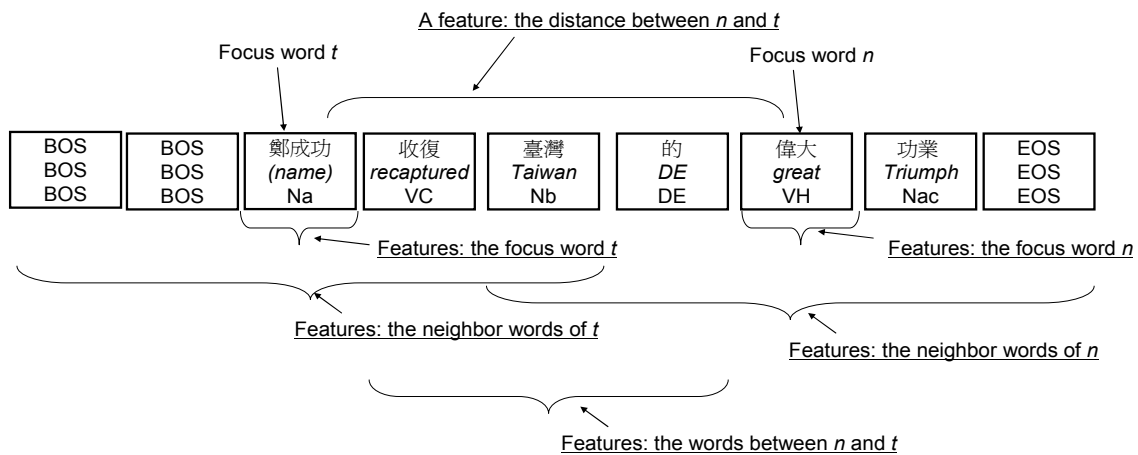 A feature: the distance between n and t
Focus word t
Focus word n
BOS
BOS
BOS
BOS
BOS
BOS
鄭成功
(name)
Na
收復
recaptured
VC
臺灣
Taiwan
Nb
的
DE
DE
偉大
great
VH
功業
Triumph
Nac
EOS
EOS
EOS
Features: the focus word t
Features: the focus word n
Features: the neighbor words of t
Features: the neighbor words of n
Features: the words between n and t